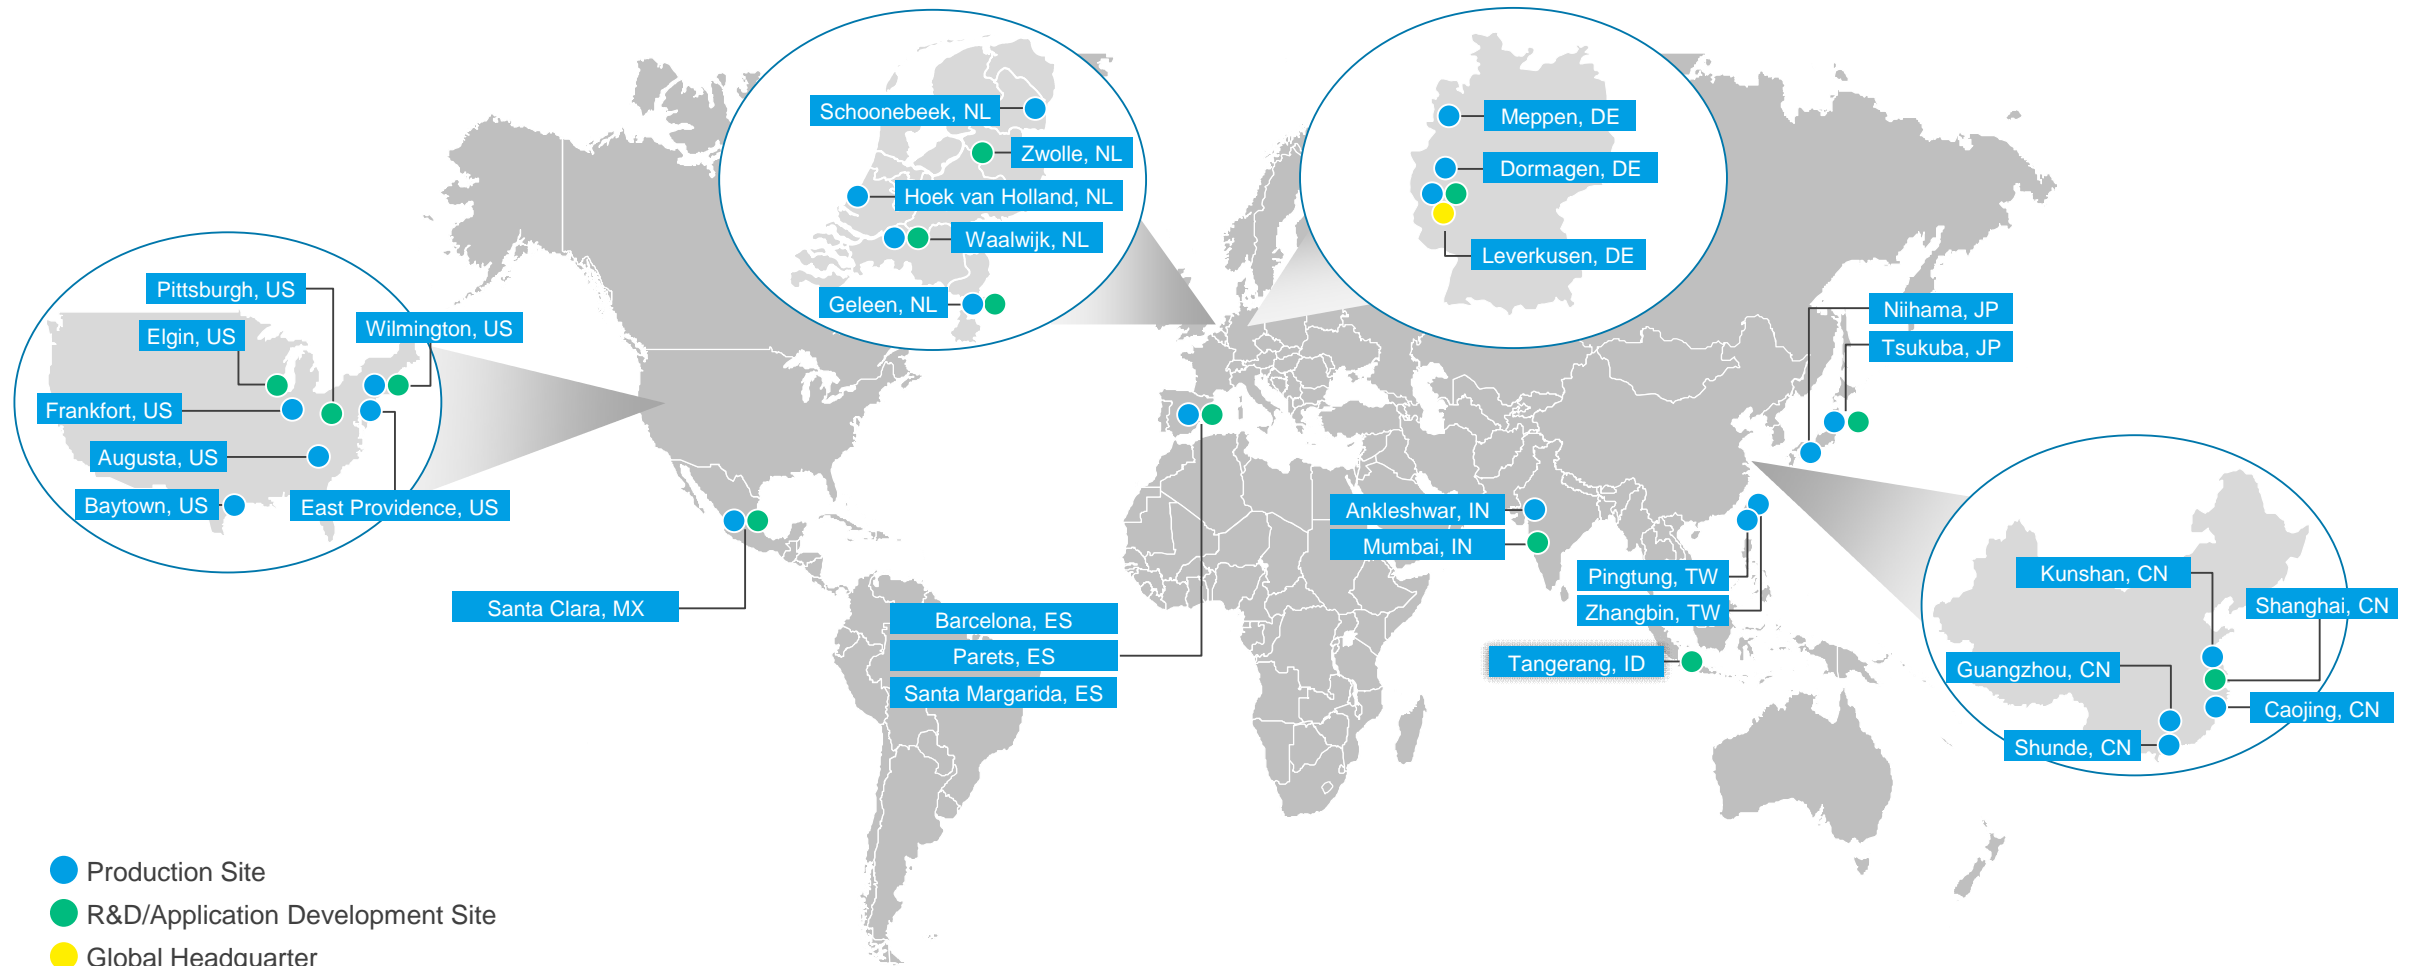 Schoonebeek, NL
Zwolle, NL
Hoek van Holland, NL
Waalwijk, NL
Geleen, NL
Meppen, DE
Dormagen, DE
Leverkusen, DE
Pittsburgh, US
Elgin, US
Wilmington, US
Frankfort, US
Augusta, US
Baytown, US
East Providence, US
Niihama, JP
Tsukuba, JP
Santa Clara, MX
Barcelona, ES
Parets, ES
Santa Margarida, ES
Ankleshwar, IN
Mumbai, IN
Pingtung, TW
Zhangbin, TW
Tangerang, ID
Kunshan, CN
Shanghai, CN
Guangzhou, CN
Caojing, CN
Shunde, CN
Production Site
R&D/Application Development Site
Global Headquarter